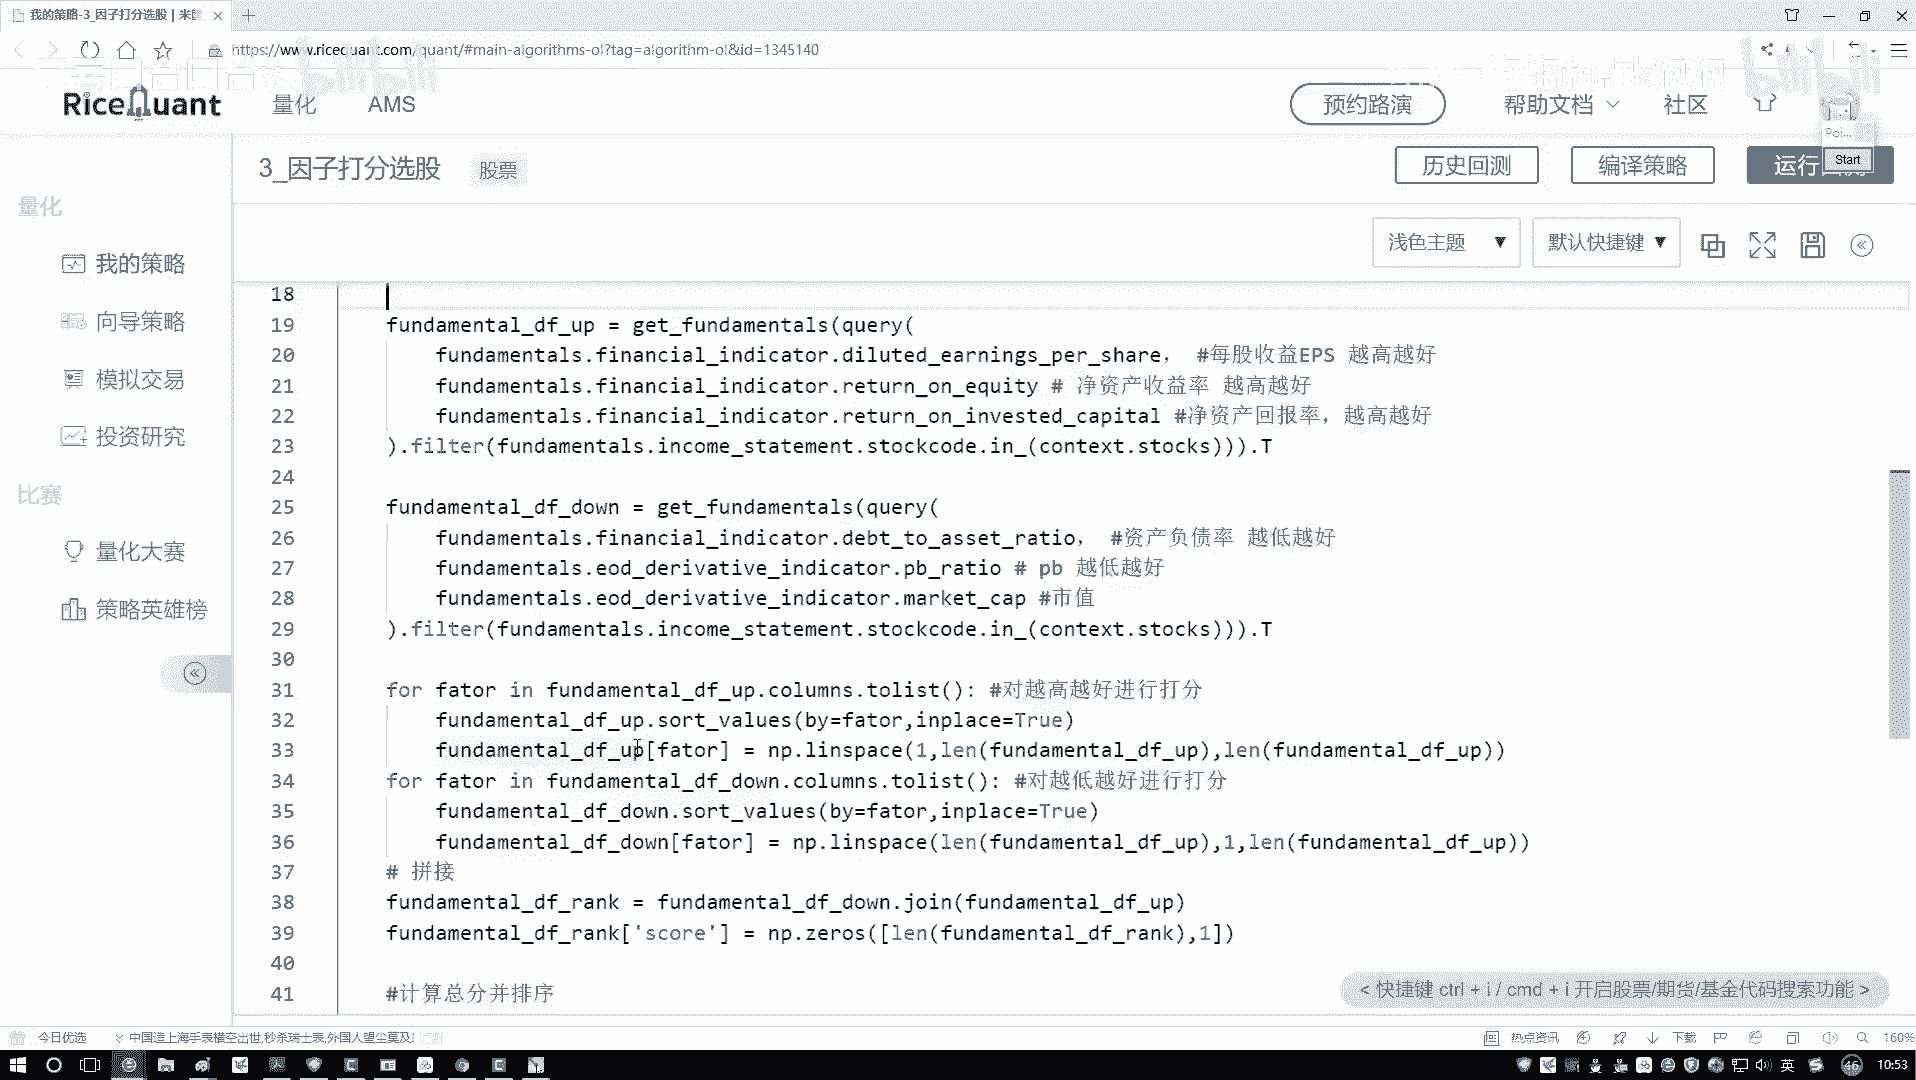 我的策略-3_因子打分选股 | 米
https://www.ricequant.com/quant/#main-algorithms-ol?tag=algorithm-ol&id=1345140
bilibili
bilibili
RiceQuant
量化
AMS
预约路演
帮助文档
社区
Poi...
Start
3_因子打分选股
股票
历史回测
编译策略
运行
量化
我的策略
向导策略
模拟交易
投资研究
比赛
量化大赛
策略英雄榜
浅色主题
默认快捷键
18
19 fundamental_df_up = get_fundamentals(query(
20 fundamentals.financial_indicator.diluted_earnings_per_share, #每股收益EPS 越高越好
21 fundamentals.financial_indicator.return_on_equity # 净资产收益率 越高越好
22 fundamentals.financial_indicator.return_on_invested_capital #净资产回报率，越高越好
23 ).filter(fundamentals.income_statement.stockcode.in_(context.stocks))).T
24
25 fundamental_df_down = get_fundamentals(query(
26 fundamentals.financial_indicator.debt_to_asset_ratio, #资产负债率 越低越好
27 fundamentals.eod_derivative_indicator.pb_ratio # pb 越低越好
28 fundamentals.eod_derivative_indicator.market_cap #市值
29 ).filter(fundamentals.income_statement.stockcode.in_(context.stocks))).T
30
31 for fator in fundamental_df_up.columns.tolist(): #对越高越好进行打分
32 fundamental_df_up.sort_values(by=fator,inplace=True)
33 fundamental_df_up[fator] = np.linspace(1,len(fundamental_df_up),len(fundamental_df_up))
34 for fator in fundamental_df_down.columns.tolist(): #对越低越好进行打分
35 fundamental_df_down.sort_values(by=fator,inplace=True)
36 fundamental_df_down[fator] = np.linspace(len(fundamental_df_up),1,len(fundamental_df_up))
37 # 拼接
38 fundamental_df_rank = fundamental_df_down.join(fundamental_df_up)
39 fundamental_df_rank['score'] = np.zeros([len(fundamental_df_rank),1])
40
41 #计算总分并排序
< 快捷键 ctrl + i / cmd + i 开启股票/期货/基金代码搜索功能 >
今日优选
中国造上海手表横空出世,秒杀瑞士表,外国人望尘莫及!
热点资讯
下载
160%
英
46
10:53